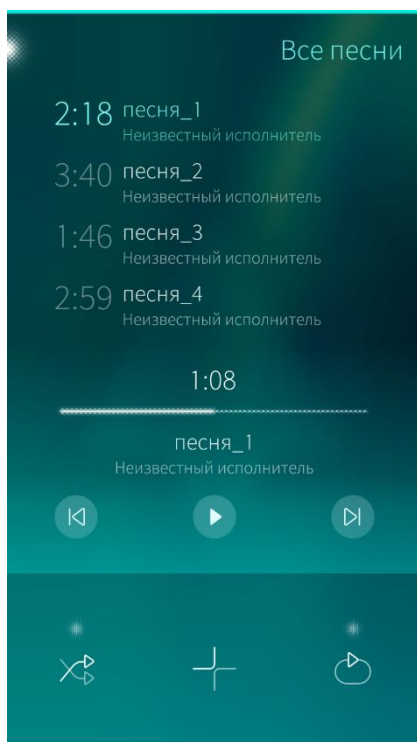 Все песни
2:18 песня_1
Неизвестный исполнитель
3:40 песня_2
Неизвестный исполнитель
1:46 песня_3
Неизвестный исполнитель
2:59 песня_4
Неизвестный исполнитель
1:08
песня_1
Неизвестный исполнитель